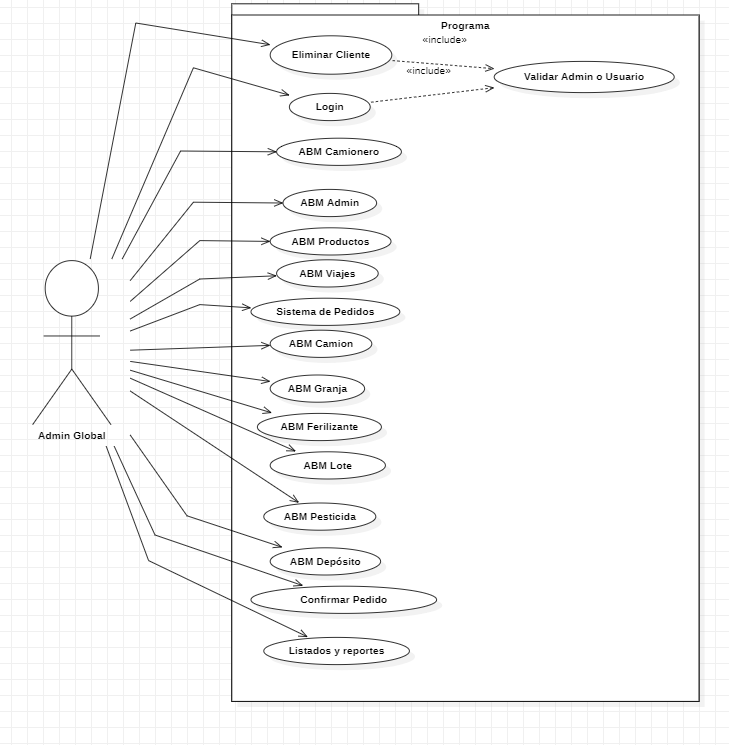 Programa
«include»
Eliminar Cliente
«include»
Validar Admin o Usuario
Login
ABM Camionero
ABM Admin
ABM Productos
ABM Viajes
Sistema de Pedidos
ABM Camion
ABM Granja
ABM Ferilizante
Admin Global
ABM Lote
ABM Pesticida
ABM Depósito
Confirmar Pedido
Listados y reportes